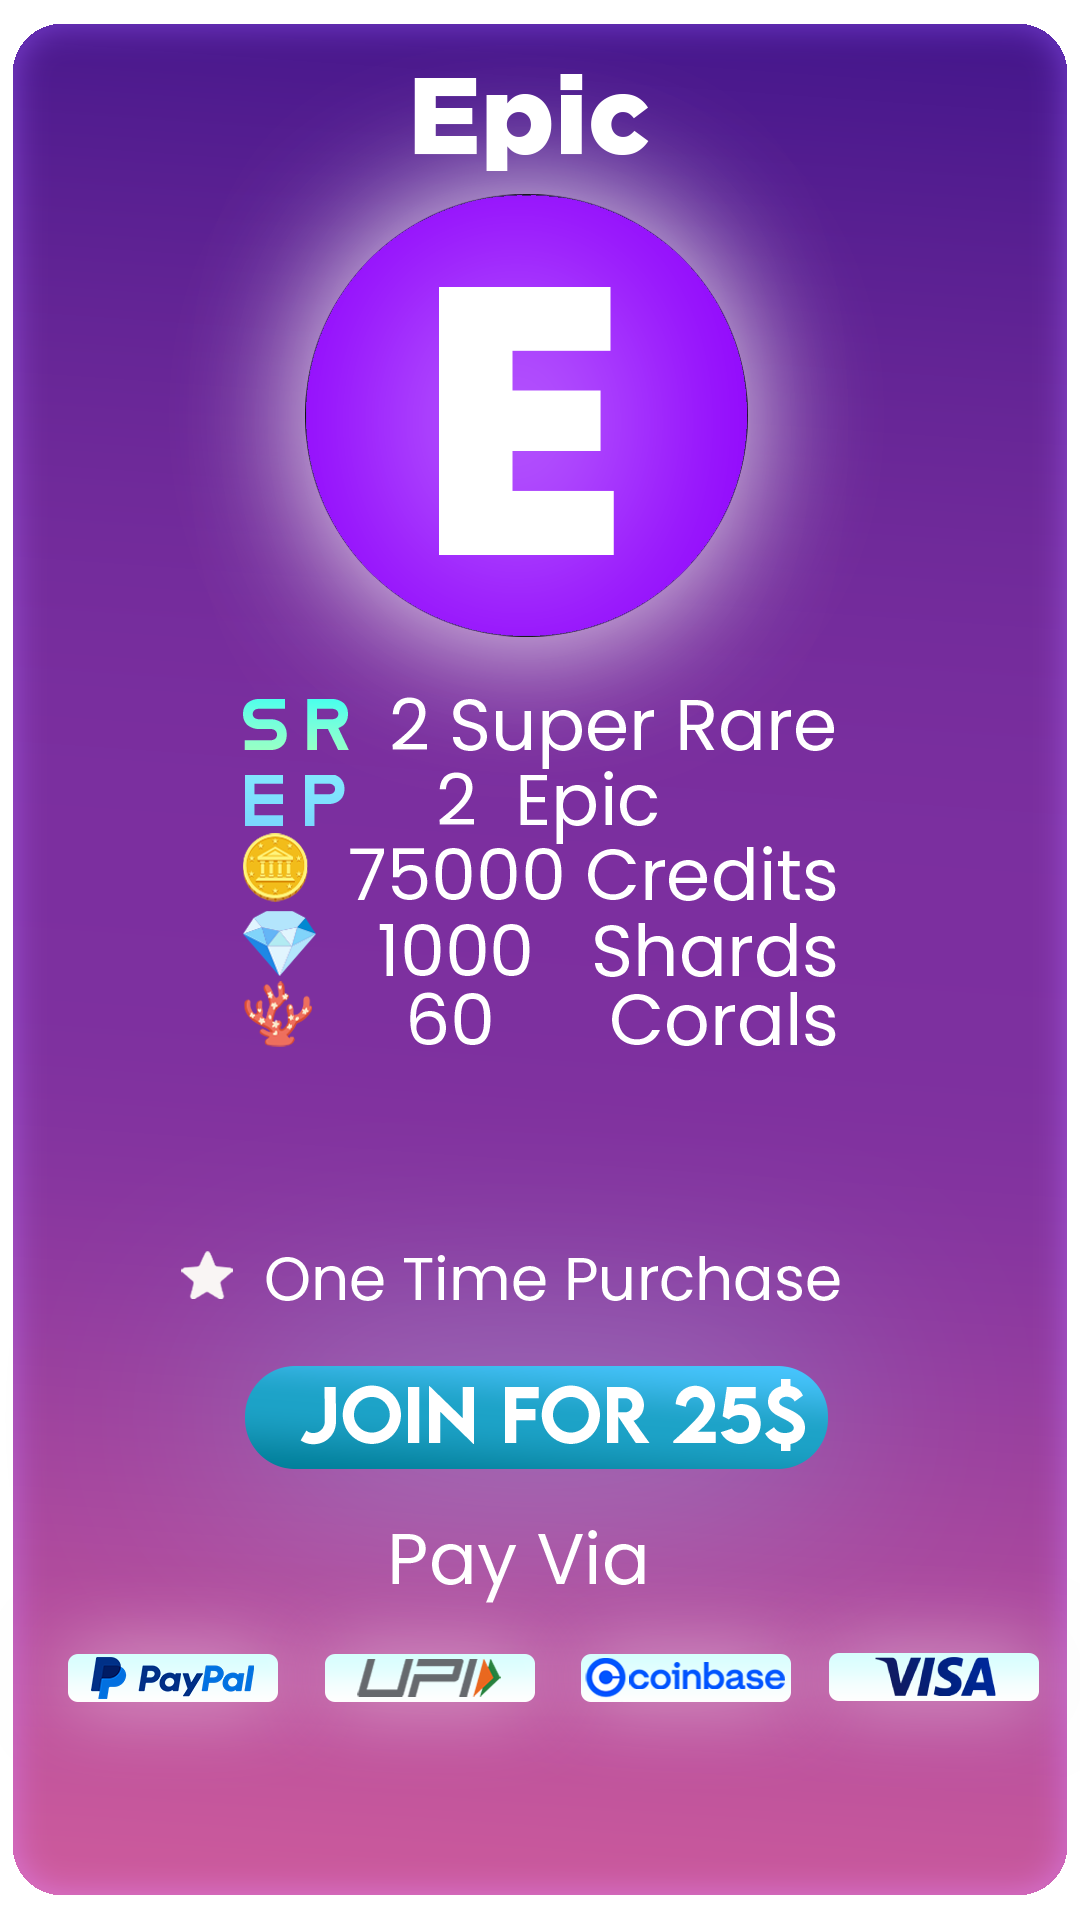 Epic
E
SR 2 Super Rare
EP 2 Epic
75000 Credits
1000 Shards
60 Corals
One Time Purchase
JOIN FOR 25$
Pay Via
PayPal UPI coinbase VISA